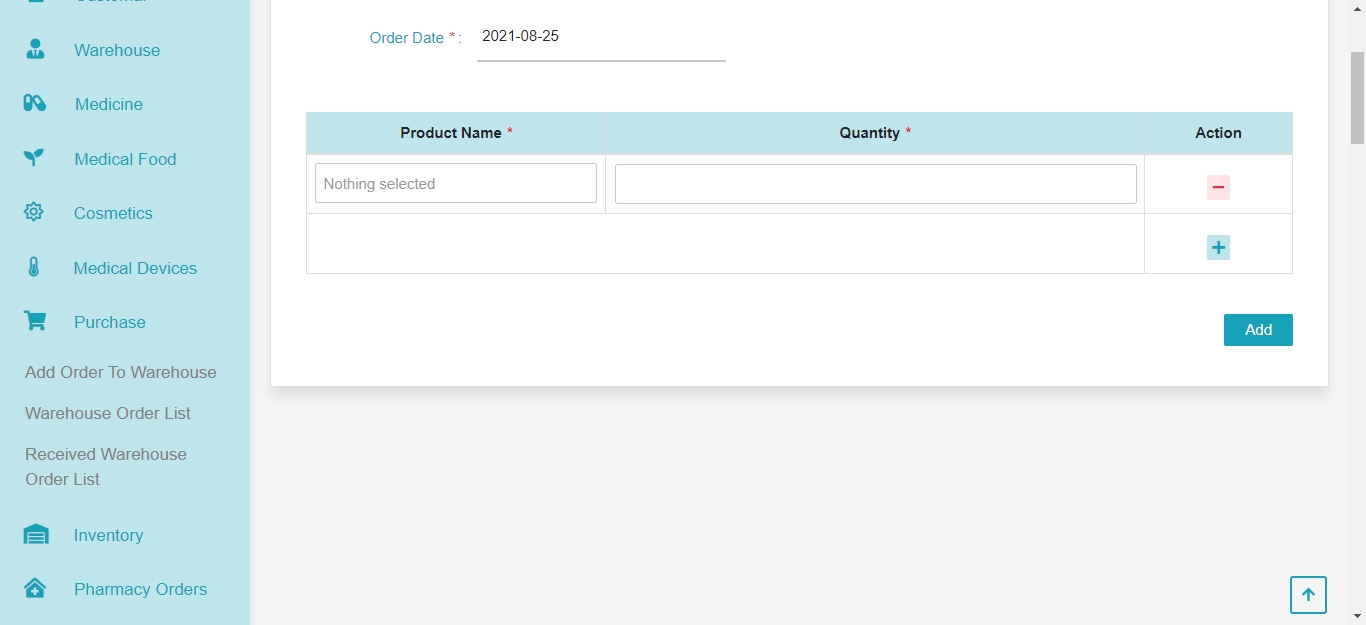 Order Date * :
2021-08-25
Warehouse
Medicine
Medical Food
Cosmetics
Medical Devices
Purchase
Add Order To Warehouse
Warehouse Order List
Received Warehouse
Order List
Inventory
Pharmacy Orders
Product Name *
Quantity *
Action
Nothing selected
Add